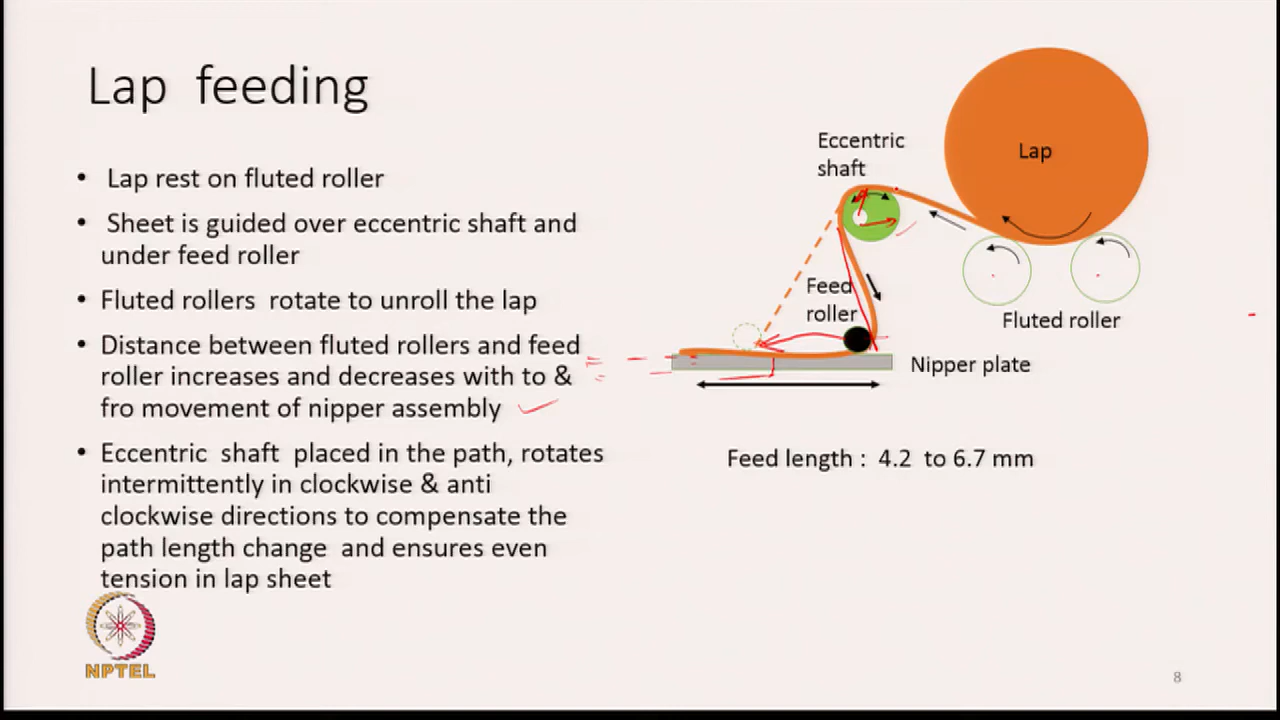 Lap feeding
• Lap rest on fluted roller
• Sheet is guided over eccentric shaft and
under feed roller
• Fluted rollers rotate to unroll the lap
• Distance between fluted rollers and feed
roller increases and decreases with to &
fro movement of nipper assembly
• Eccentric shaft placed in the path, rotates
intermittently in clockwise & anti
clockwise directions to compensate the
path length change and ensures even
tension in lap sheet
Eccentric
shaft
Lap
Feed
roller
Fluted roller
Nipper plate
Feed length : 4.2 to 6.7 mm
NPTEL
8